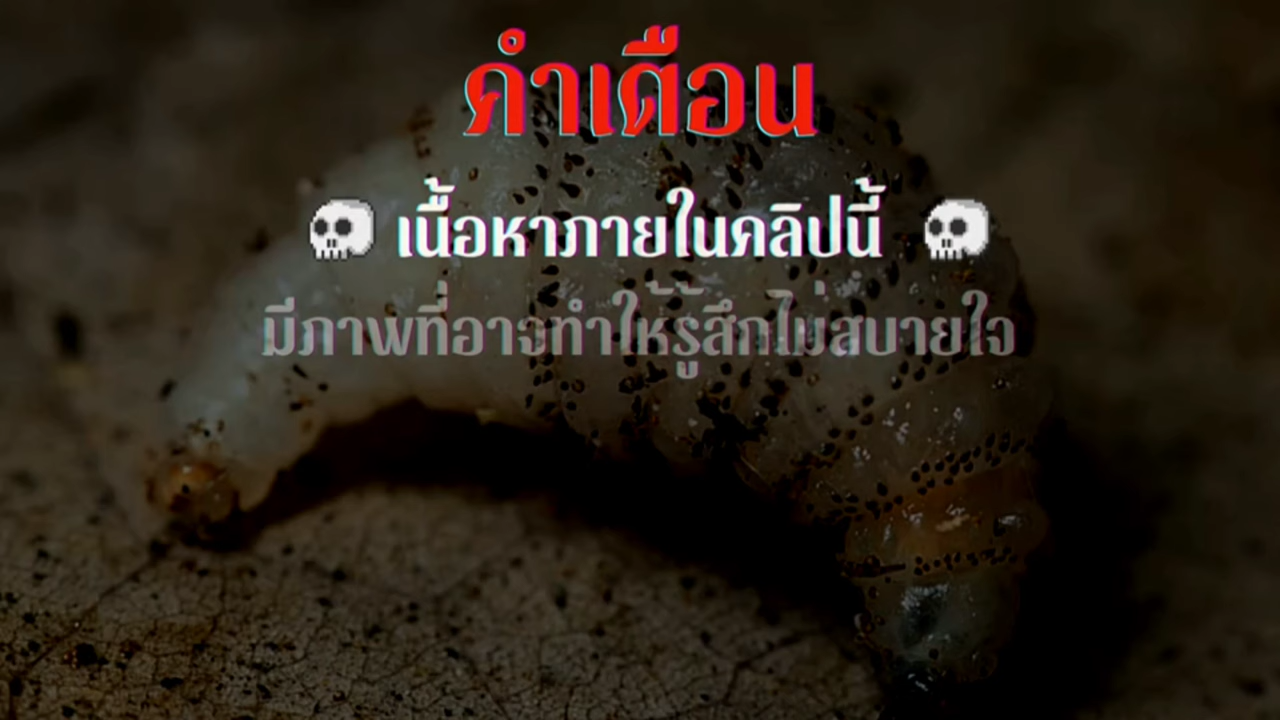 คำเตือน
เนื้อหาภายในคลิปนี้
มีภาพที่อาจทำให้รู้สึกไม่สบายใจ